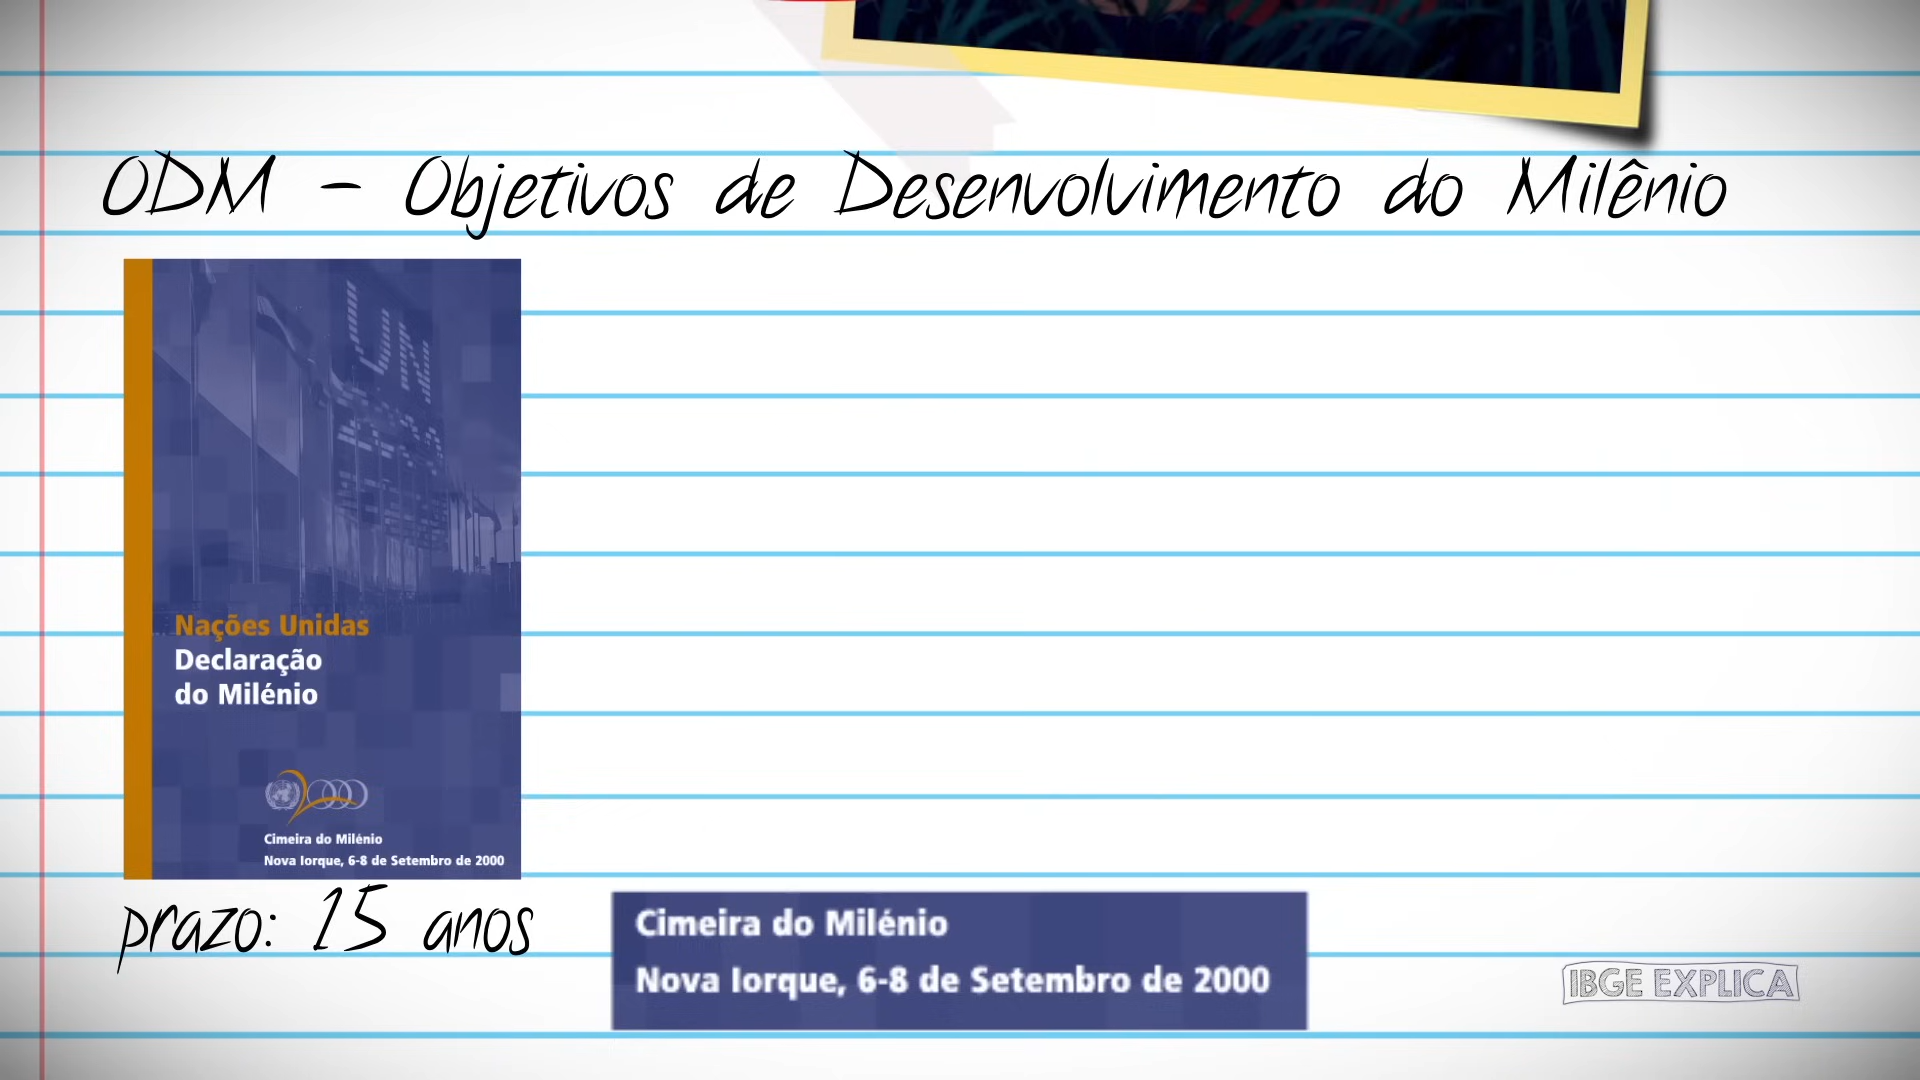 ODM - Objetivos de Desenvolvimento do Milênio
UN
Nações Unidas
Declaração
do Milénio
2000
Cimeira do Milénio
Nova Iorque, 6-8 de Setembro de 2000
prazo: 15 anos
Cimeira do Milénio
Nova Iorque, 6-8 de Setembro de 2000
IBGE EXPLICA